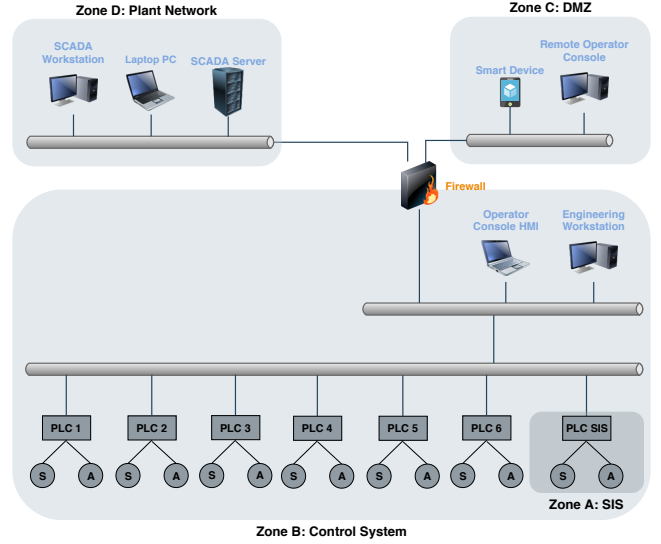 Zone D: Plant Network
Zone C: DMZ
SCADA
Workstation
Laptop PC
SCADA Server
Smart Device
Remote Operator
Console
Firewall
Operator
Console HMI
Engineering
Workstation
PLC 1
PLC 2
PLC 3
PLC 4
PLC 5
PLC 6
PLC SIS
S
A
S
A
S
A
S
A
S
A
S
A
S
A
Zone A: SIS
Zone B: Control System